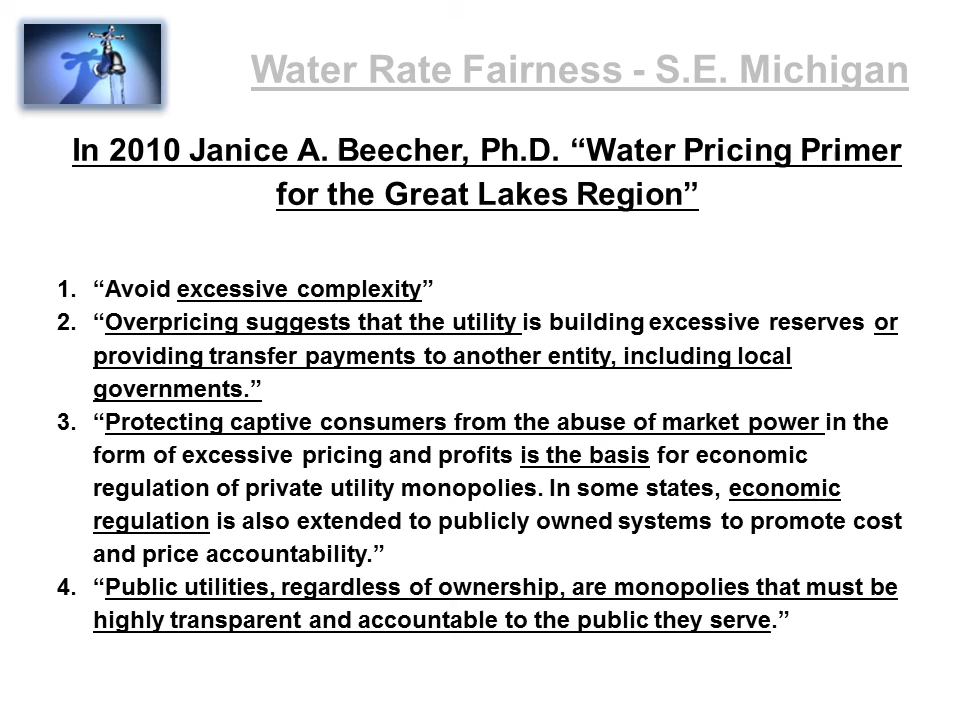 Water Rate Fairness - S.E. Michigan
In 2010 Janice A. Beecher, Ph.D. “Water Pricing Primer
for the Great Lakes Region”
1. “Avoid excessive complexity”
2. “Overpricing suggests that the utility is building excessive reserves or
providing transfer payments to another entity, including local
governments.”
3. “Protecting captive consumers from the abuse of market power in the
form of excessive pricing and profits is the basis for economic
regulation of private utility monopolies. In some states, economic
regulation is also extended to publicly owned systems to promote cost
and price accountability.”
4. “Public utilities, regardless of ownership, are monopolies that must be
highly transparent and accountable to the public they serve.”